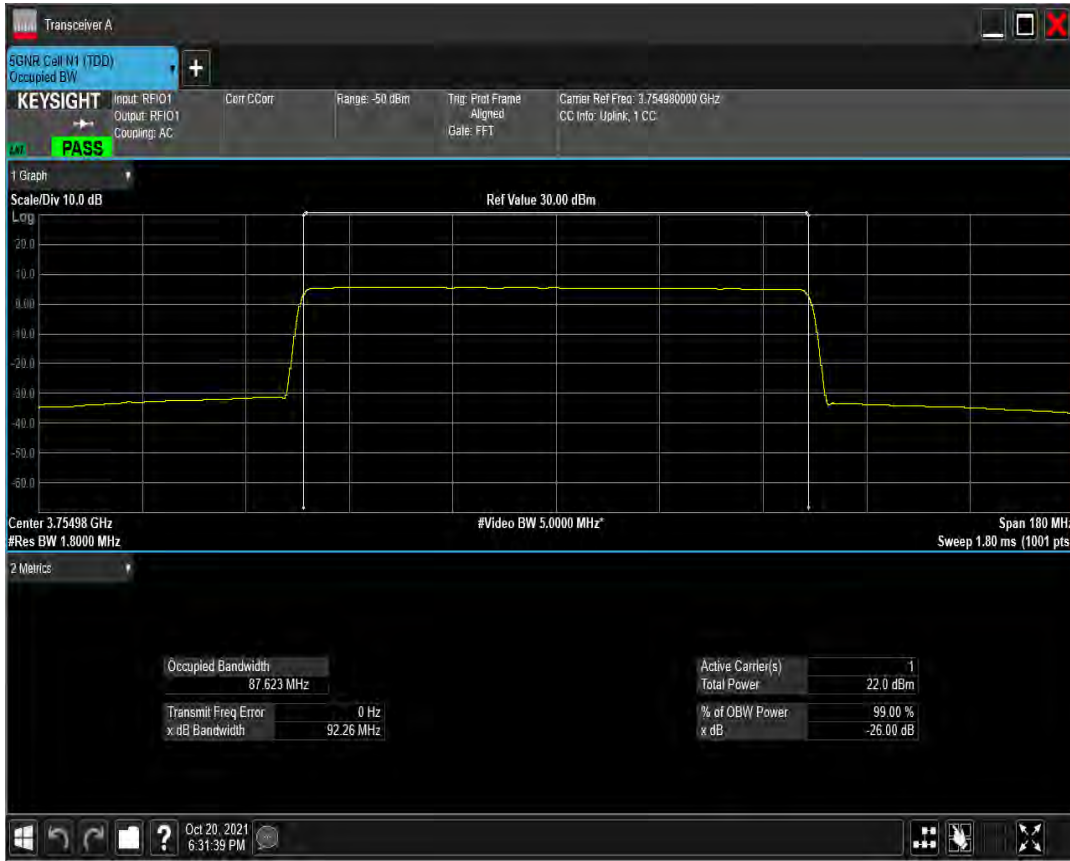 Transceiver A
5GNR Cell N1 (TDD)
Occupied BW
+
KEYSIGHT
Input: RFIO1
Output: RFIO1
Coupling: AC
Corr CCorr
Range: -50 dBm
Trig: Prot Frame
Aligned
Gate: FFT
Carrier Ref Freq: 3.754980000 GHz
CC Info: Uplink, 1 CC
PASS
1 Graph
Scale/Div 10.0 dB
Ref Value 30.00 dBm
Log
20.0
10.0
0.00
-10.0
-20.0
-30.0
-40.0
-50.0
-60.0
Center 3.75498 GHz
#Video BW 5.0000 MHz*
Span 180 MHz
#Res BW 1.8000 MHz
Sweep 1.80 ms (1001 pts
2 Metrics
Occupied Bandwidth
87.623 MHz
Active Carrier(s) 1
Total Power 22.0 dBm
Transmit Freq Error 0 Hz
% of OBW Power 99.00 %
x dB Bandwidth 92.26 MHz
x dB -26.00 dB
?
Oct 20, 2021
6:31:39 PM